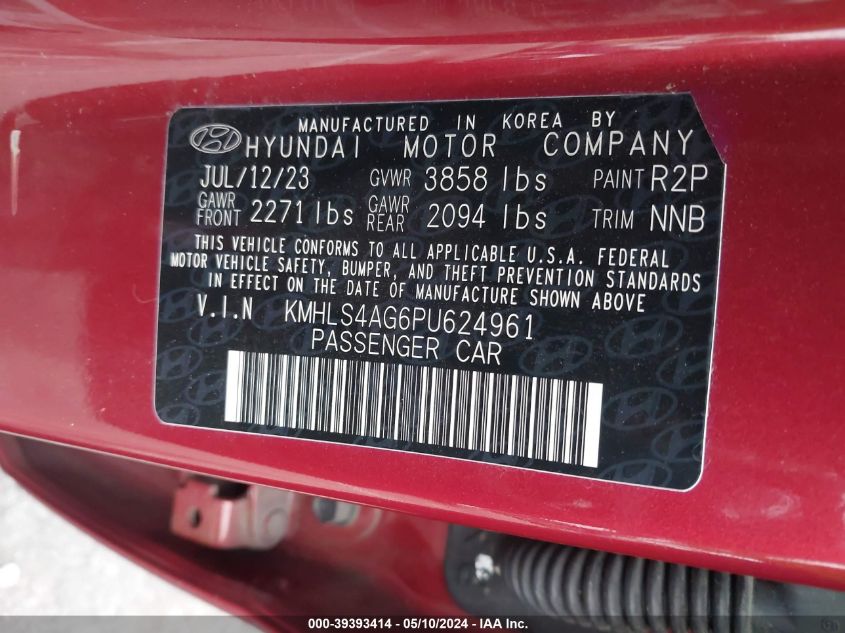 MANUFACTURED IN KOREA BY
HYUNDAI MOTOR COMPANY
JUL/12/23 GVWR 3858 lbs PAINT R2P
GAWR FRONT 2271 lbs GAWR REAR 2094 lbs TRIM NNB
THIS VEHICLE CONFORMS TO ALL APPLICABLE U.S.A. FEDERAL
MOTOR VEHICLE SAFETY, BUMPER, AND THEFT PREVENTION STANDARDS
IN EFFECT ON THE DATE OF MANUFACTURE SHOWN ABOVE
V.I.N KMHLS4AG6PU624961
PASSENGER CAR
000-39393414 - 05/10/2024 - IAA Inc.